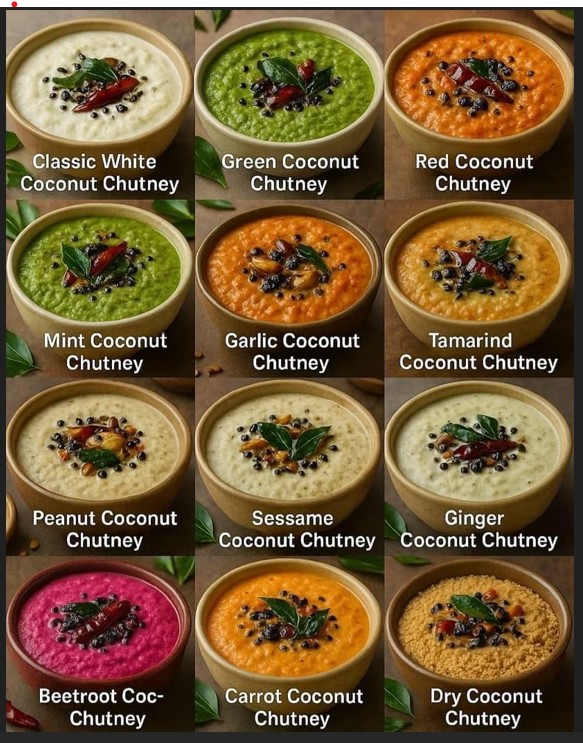 Classic White
Coconut Chutney
Green Coconut
Chutney
Red Coconut
Chutney
Mint Coconut
Chutney
Garlic Coconut
Chutney
Tamarind
Coconut Chutney
Peanut Coconut
Chutney
Sessame
Coconut Chutney
Ginger
Coconut Chutney
Beetroot Coc-
Chutney
Carrot Coconut
Chutney
Dry Coconut
Chutney